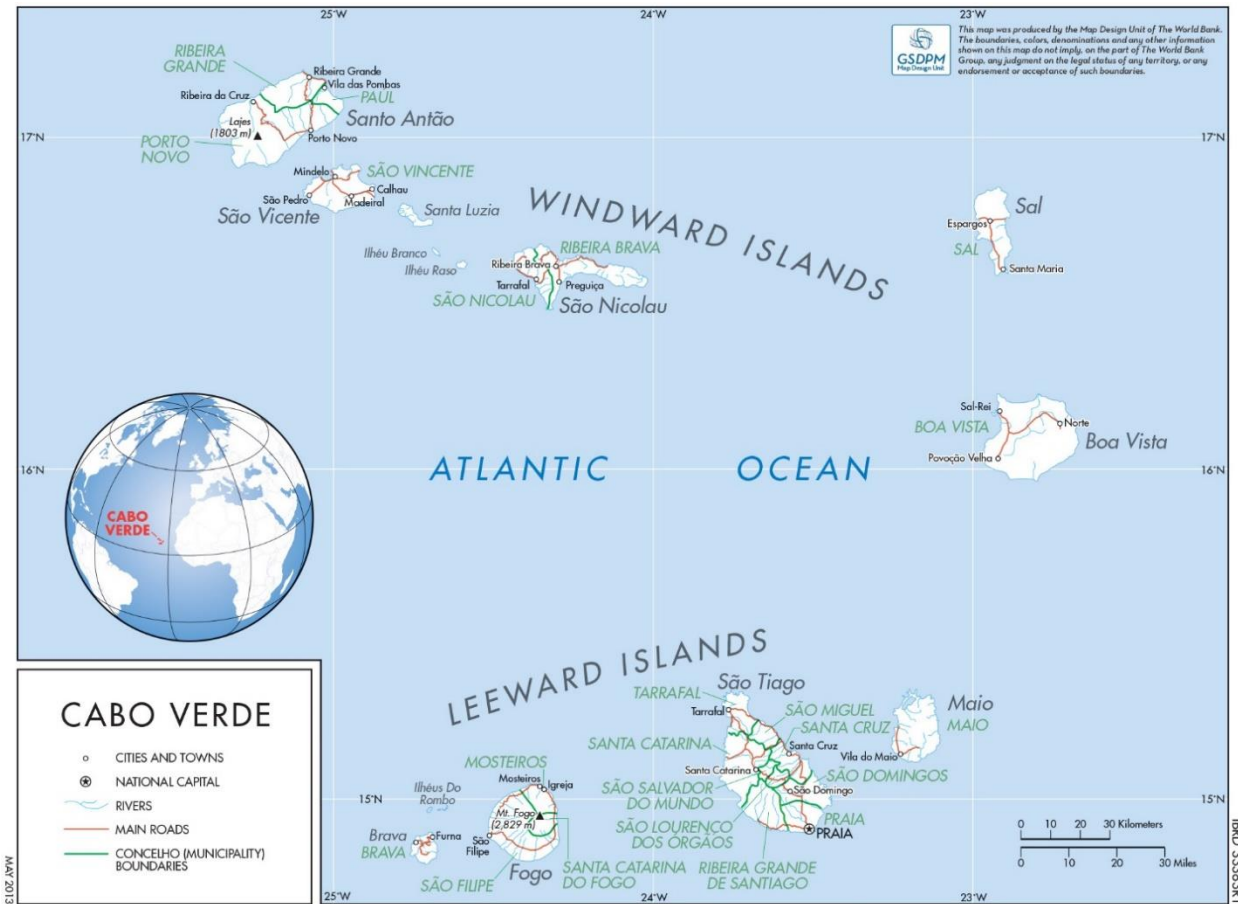 25°W
24°W
23°W
GSDPM
Map Design Unit
This map was produced by the Map Design Unit of The World Bank.
The boundaries, colors, denominations and any other information
shown on this map do not imply, on the part of The World Bank
Group, any judgment on the legal status of any territory, or any
endorsement or acceptance of such boundaries.
RIBEIRA
GRANDE
Ribeira Grande
Vila das Pombas
Ribeira da Cruz
PAUL
Santo Antão
Lajes
(1803 m)
17°N
PORTO
NOVO
Porto Novo
17°N
Mindelo
SÃO VINCENTE
São Pedro
Calhau
Madeiral
São Vicente
Santa Luzia
WINDWARD ISLANDS
Sal
Espargos
SAL
Santa Maria
Ilhéu Branco
Ilhéu Raso
RIBEIRA BRAVA
Ribeira Brava
Tarrafal
Preguiça
SÃO NICOLAU
São Nicolau
Sal-Rei
BOA VISTA
Norte
Boa Vista
Povoação Velha
16°N
ATLANTIC OCEAN
16°N
CABO
VERDE
LEEWARD ISLANDS
São Tiago
TARRAFAL
Tarrafal
SÃO MIGUEL
SANTA CRUZ
Santa Cruz
SANTA CATARINA
Santa Catarina
Maio
MAIO
Vila do Maio
SÃO DOMINGOS
São Domingo
SÃO SALVADOR
DO MUNDO
SÃO LOURENÇO
DOS ÓRGÃOS
PRAIA
PRAIA
RIBEIRA GRANDE
DE SANTIAGO
MOSTEIROS
Mosteiros
Igreja
Ilhéus Do
Rombo
15°N
Mt. Fogo
(2,829 m)
15°N
Brava
BRAVA
Furna
São
Filipe
SÃO FILIPE
Fogo
SANTA CATARINA
DO FOGO
CABO VERDE
CITIES AND TOWNS
NATIONAL CAPITAL
RIVERS
MAIN ROADS
CONCELHO (MUNICIPALITY)
BOUNDARIES
0 10 20 30 Kilometers
0 10 20 30 Miles
25°W
24°W
23°W
MAY 2013
IBRD 33383R1